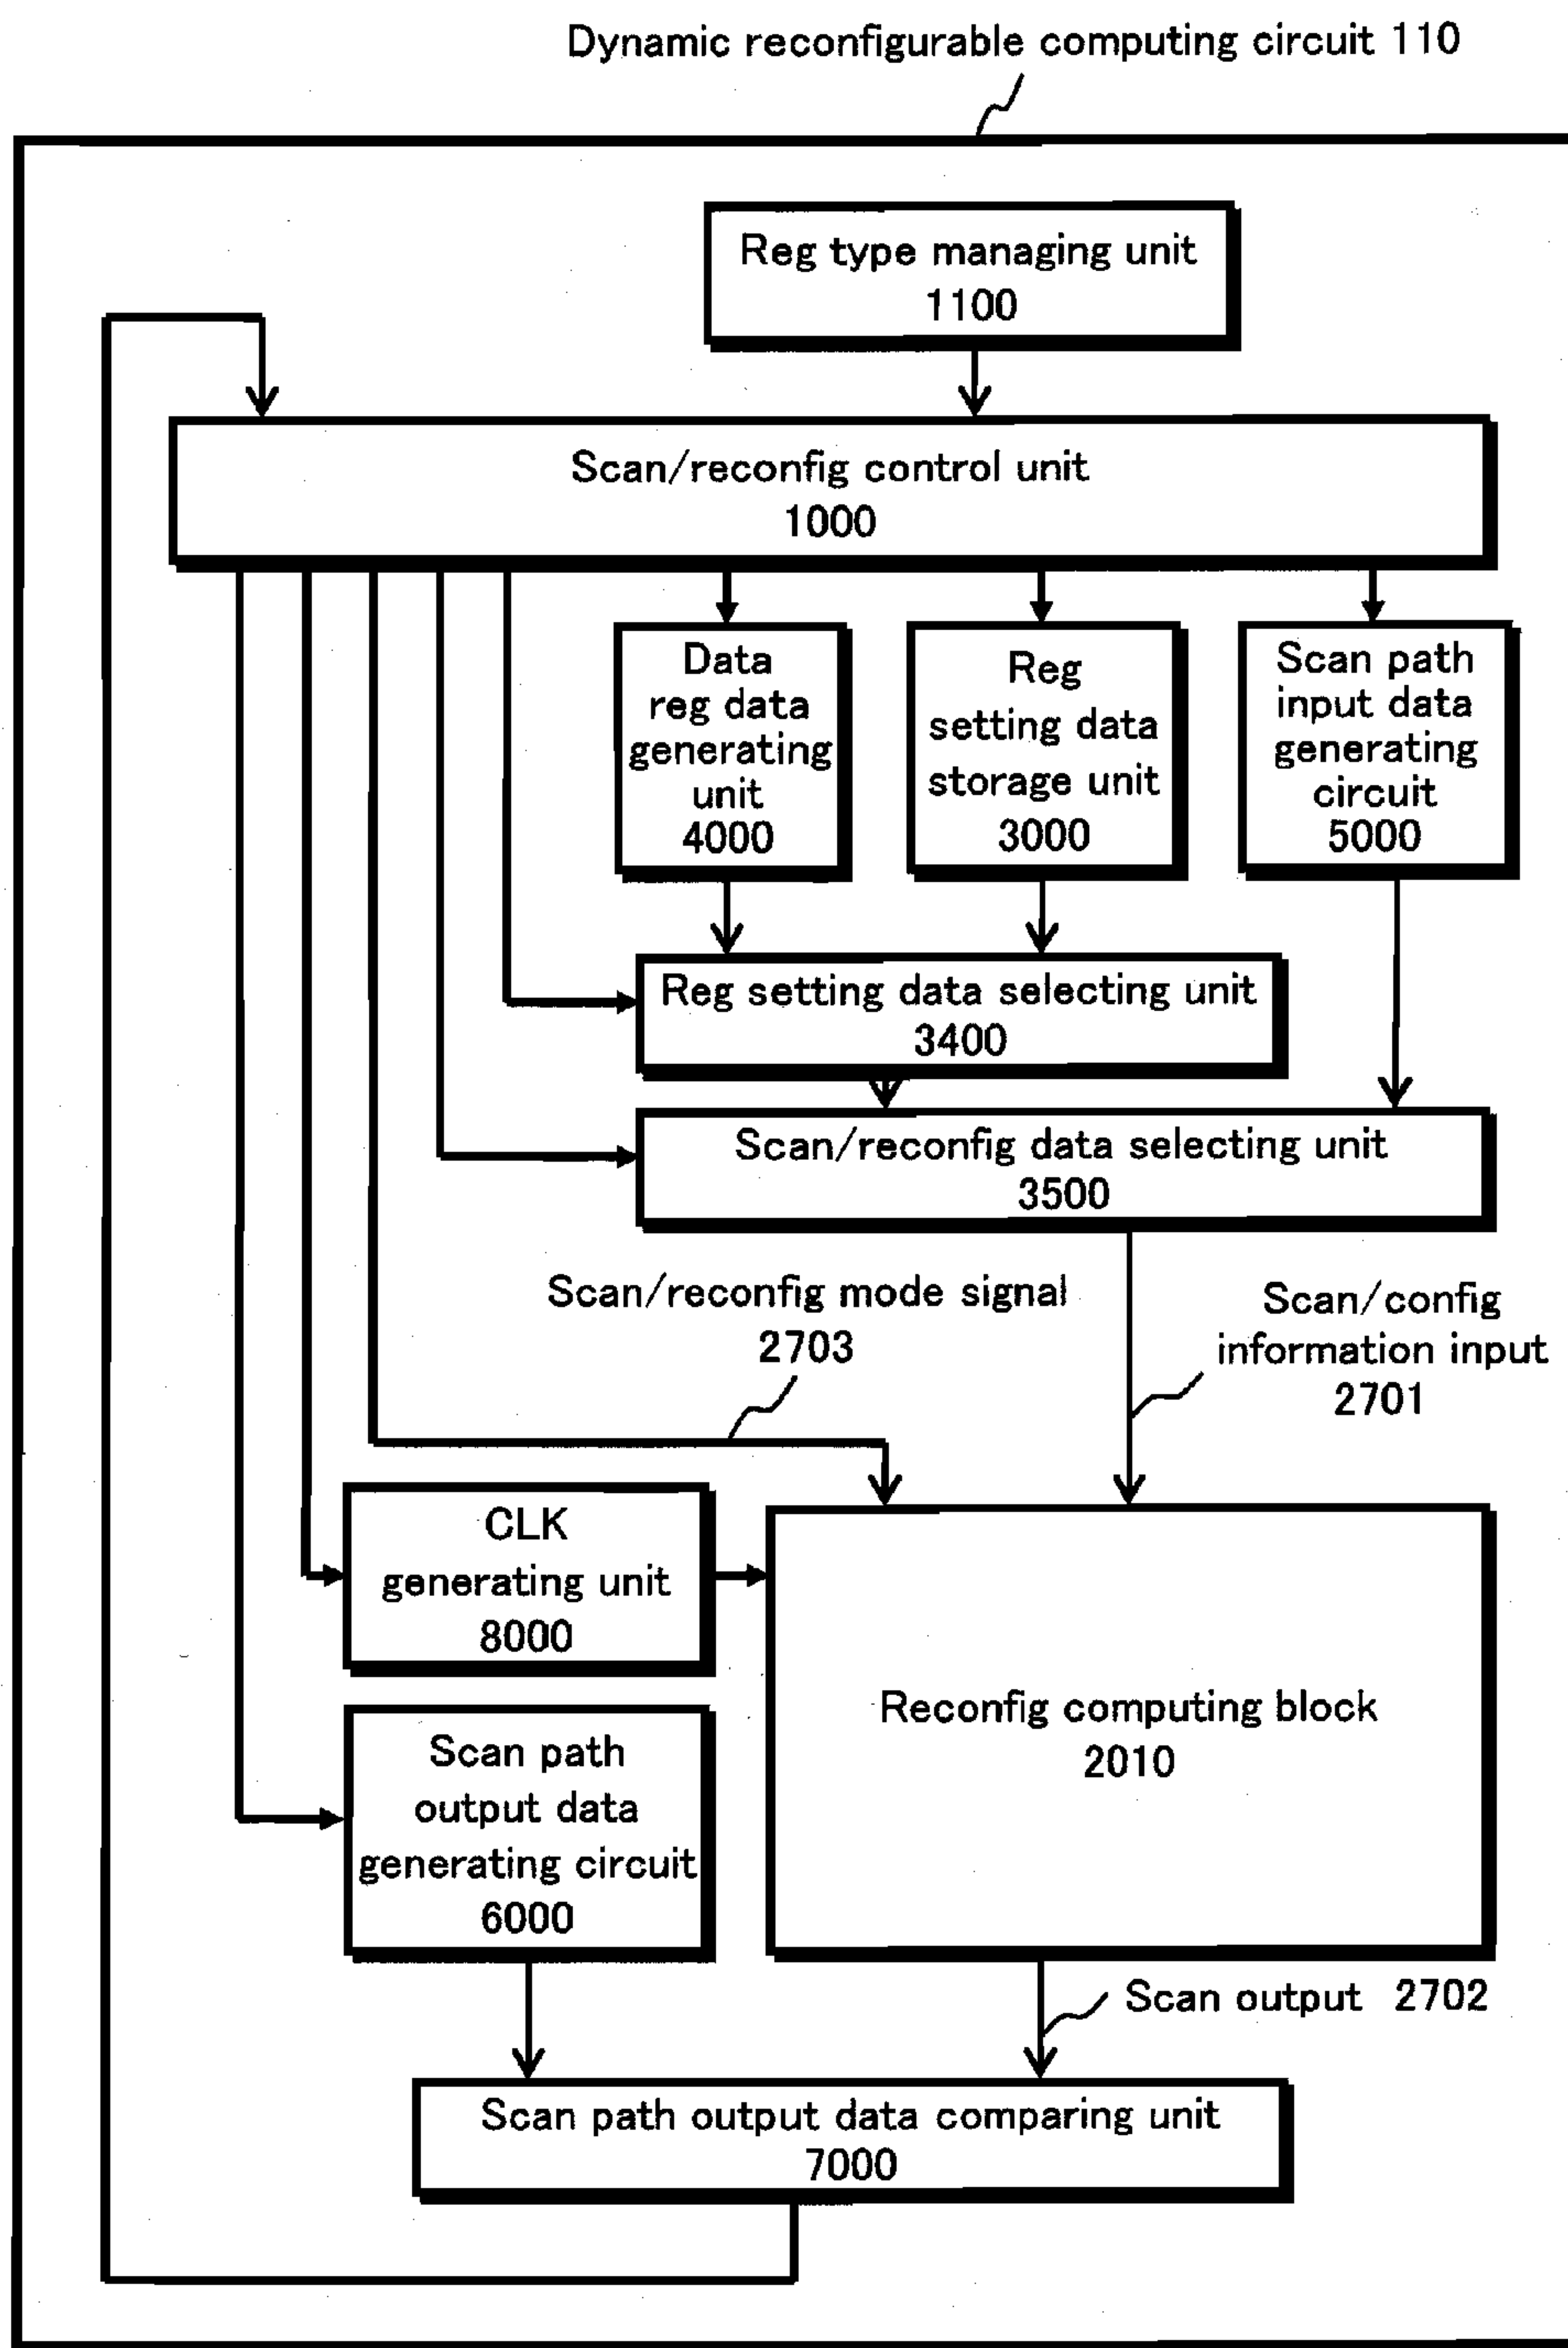 Dynamic reconfigurable computing circuit 110
Reg type managing unit
1100
Scan/reconfig control unit
1000
Data
reg data
generating
unit
4000
Reg
setting data
storage unit
3000
Scan path
input data
generating
circuit
5000
Reg setting data selecting unit
3400
Scan/reconfig data selecting unit
3500
Scan/reconfig mode signal
2703
Scan/config
information input
2701
CLK
generating unit
8000
Reconfig computing block
2010
Scan path
output data
generating circuit
6000
Scan output 2702
Scan path output data comparing unit
7000